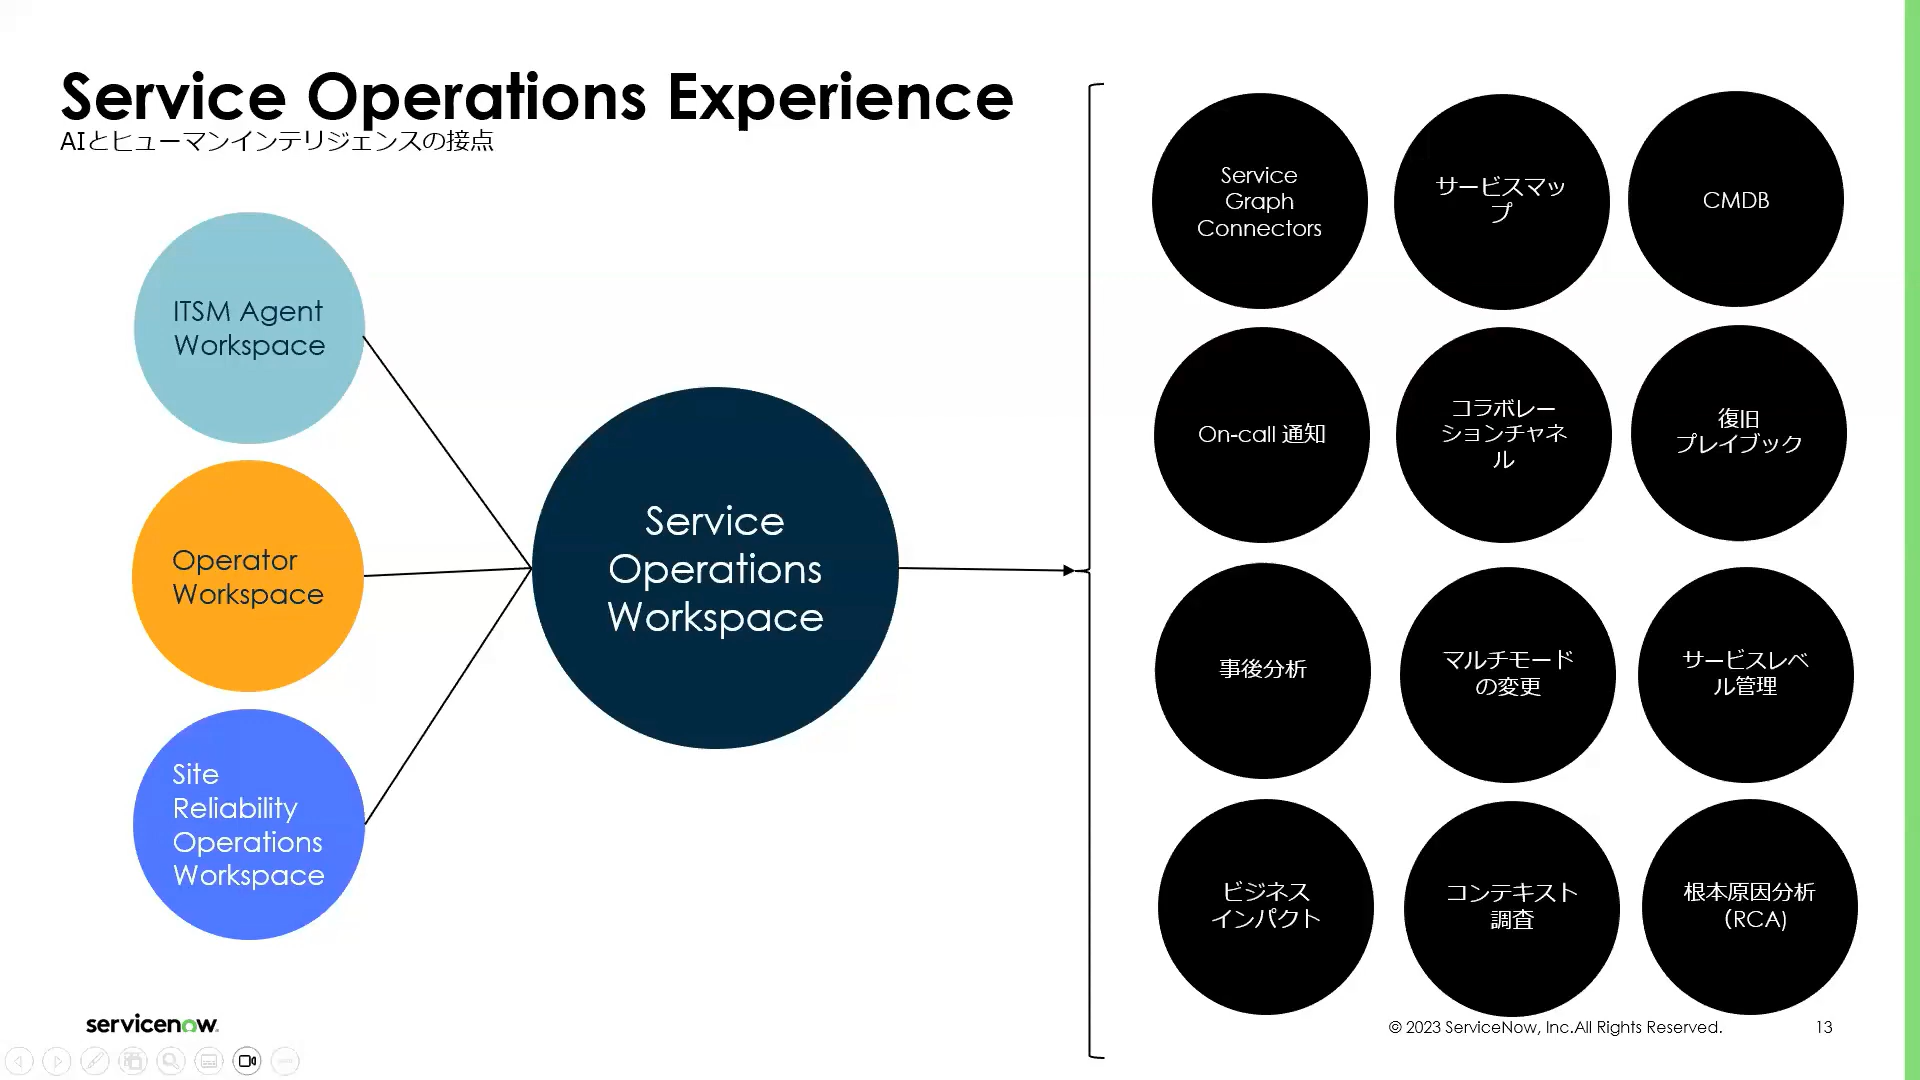 Service Operations Experience
AIとヒューマンインテリジェンスの接点
ITSM Agent
Workspace
Operator
Workspace
Site
Reliability
Operations
Workspace
Service
Operations
Workspace
Service
Graph
Connectors
サービスマッ
プ
CMDB
On-call 通知
コラボレー
ションチャネ
ル
復旧
プレイブック
事後分析
マルチモード
の変更
サービスレベ
ル管理
ビジネス
インパクト
コンテキスト
調査
根本原因分析
（RCA)
servicenow.
© 2023 ServiceNow, Inc.All Rights Reserved.
13